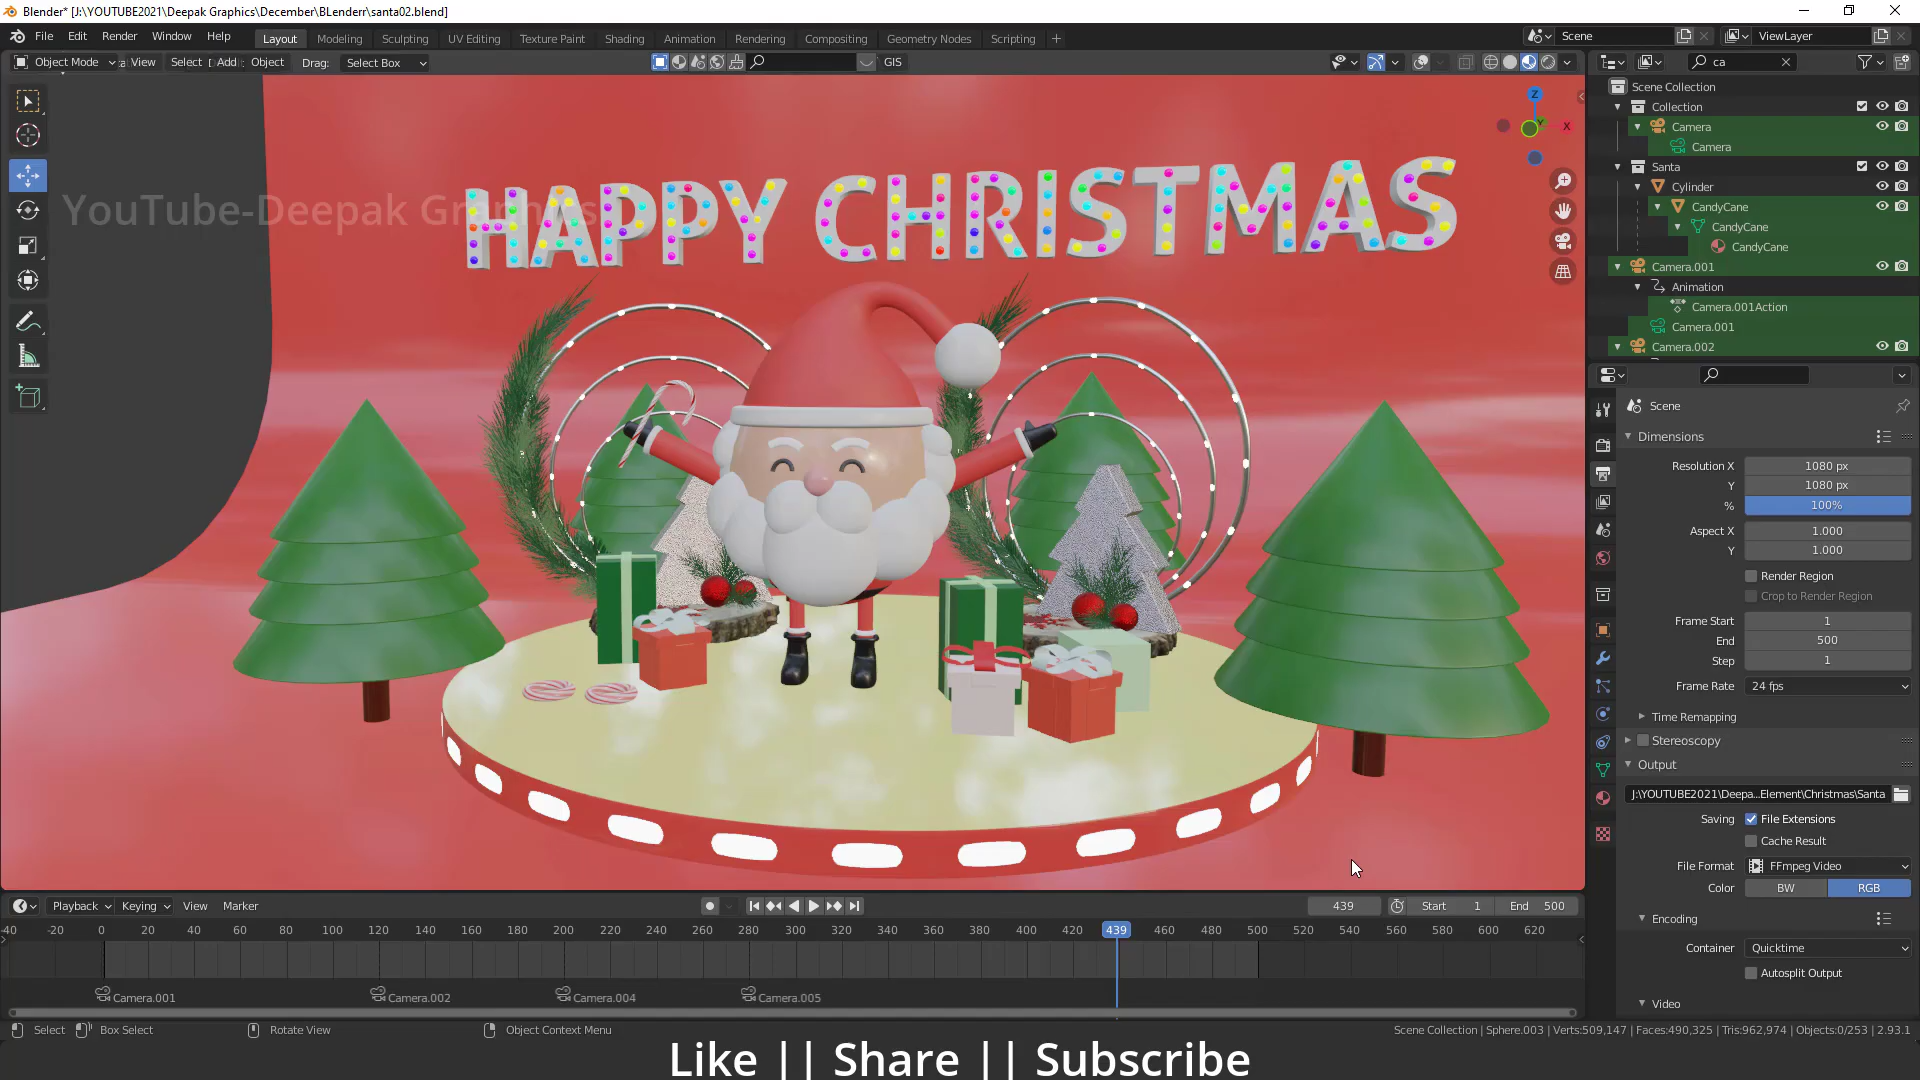 Blender* [J:\YOUTUBE2021\Deepak Graphics\December\BLenderr\santa02.blend]
File Edit Render Window Help Layout Modeling Sculpting UV Editing Texture Paint Shading Animation Rendering Compositing Geometry Nodes Scripting + Scene ViewLayer
Object Mode View Select Add Object Drag: Select Box GIS ca
Scene Collection
Collection
Camera
Camera
Santa
Cylinder
CandyCane
CandyCane
CandyCane
Camera.001
Animation
Camera.001Action
Camera.001
Camera.002
Z
Y
X
HAPPY CHRISTMAS
YouTube-Deepak Graphics
Scene
Dimensions
Resolution X 1080 px
Y 1080 px
% 100%
Aspect X 1.000
Y 1.000
Render Region
Crop to Render Region
Frame Start 1
End 500
Step 1
Frame Rate 24 fps
Time Remapping
Stereoscopy
Output
J:\YOUTUBE2021\Deepa...Element\Christmas\Santa
Saving File Extensions
Cache Result
File Format FFmpeg Video
Color BW RGB
Encoding
Container Quicktime
Autosplit Output
Video
Playback Keying View Marker 439 Start 1 End 500
-40 -20 0 20 40 60 80 100 120 140 160 180 200 220 240 260 280 300 320 340 360 380 400 420 439 460 480 500 520 540 560 580 600 620
Camera.001 Camera.002 Camera.004 Camera.005
Select Box Select Rotate View Object Context Menu Scene Collection | Sphere.003 | Verts:509,147 | Faces:490,325 | Tris:962,974 | Objects:0/253 | 2.93.1
Like || Share || Subscribe